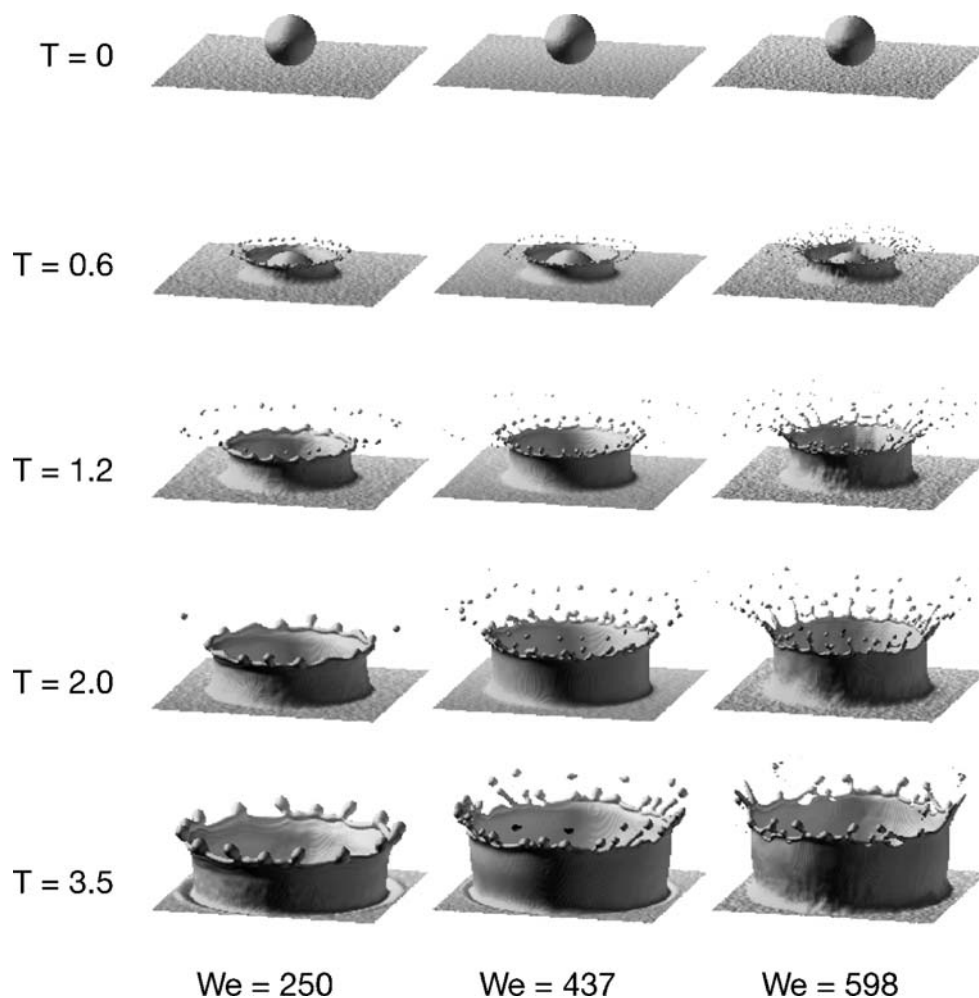 T = 0
T = 0.6
T = 1.2
T = 2.0
T = 3.5
We = 250 We = 437 We = 598